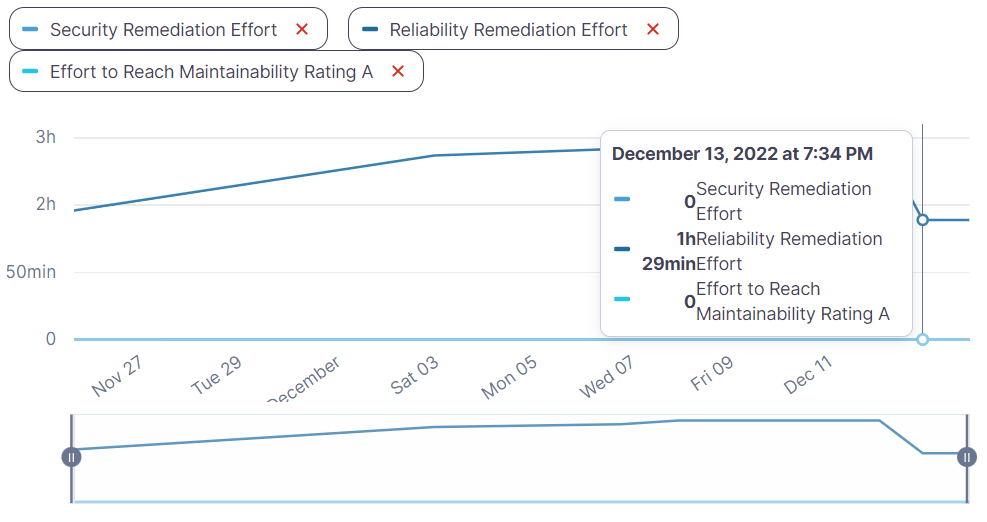 Security Remediation Effort ✕
Reliability Remediation Effort ✕
Effort to Reach Maintainability Rating A ✕
3h
2h
50min
0
December 13, 2022 at 7:34 PM
0 Security Remediation
Effort
1h Reliability Remediation
29min Effort
0 Effort to Reach
Maintainability Rating A
Nov 27
Tue 29
December
Sat 03
Mon 05
Wed 07
Fri 09
Dec 11